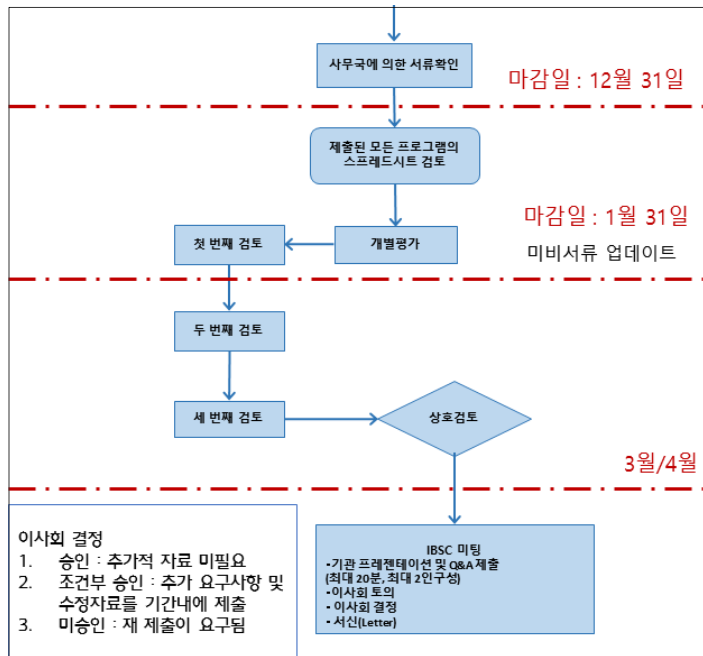 사무국에 의한 서류확인
마감일 : 12월 31일
제출된 모든 프로그램의
스프레드시트 검토
마감일 : 1월 31일
첫 번째 검토
개별평가
미비서류 업데이트
두 번째 검토
세 번째 검토
상호검토
3월/4월
이사회 결정
1. 승인 : 추가적 자료 미필요
2. 조건부 승인 : 추가 요구사항 및
수정자료를 기간내에 제출
3. 미승인 : 재 제출이 요구됨
IBSC 미팅
-기관 프레젠테이션 및 Q&A 제출
(최대 20분, 최대 2인구성)
-이사회 토의
- 이사회 결정
- 서신(Letter)